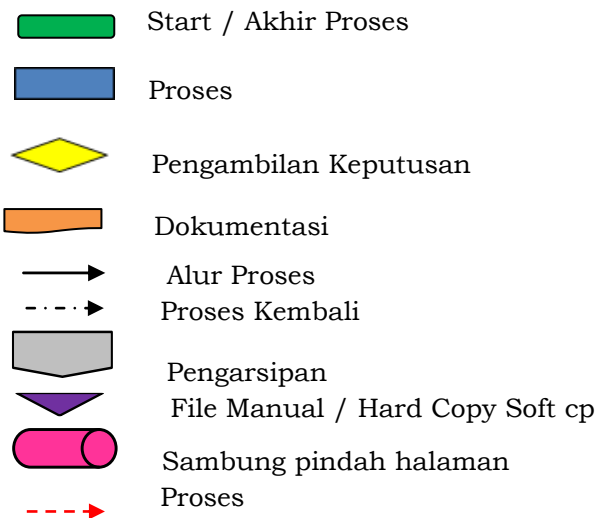 Start / Akhir Proses
Proses
Pengambilan Keputusan
Dokumentasi
Alur Proses
Proses Kembali
Pengarsipan
File Manual / Hard Copy Soft cp
Sambung pindah halaman
Proses